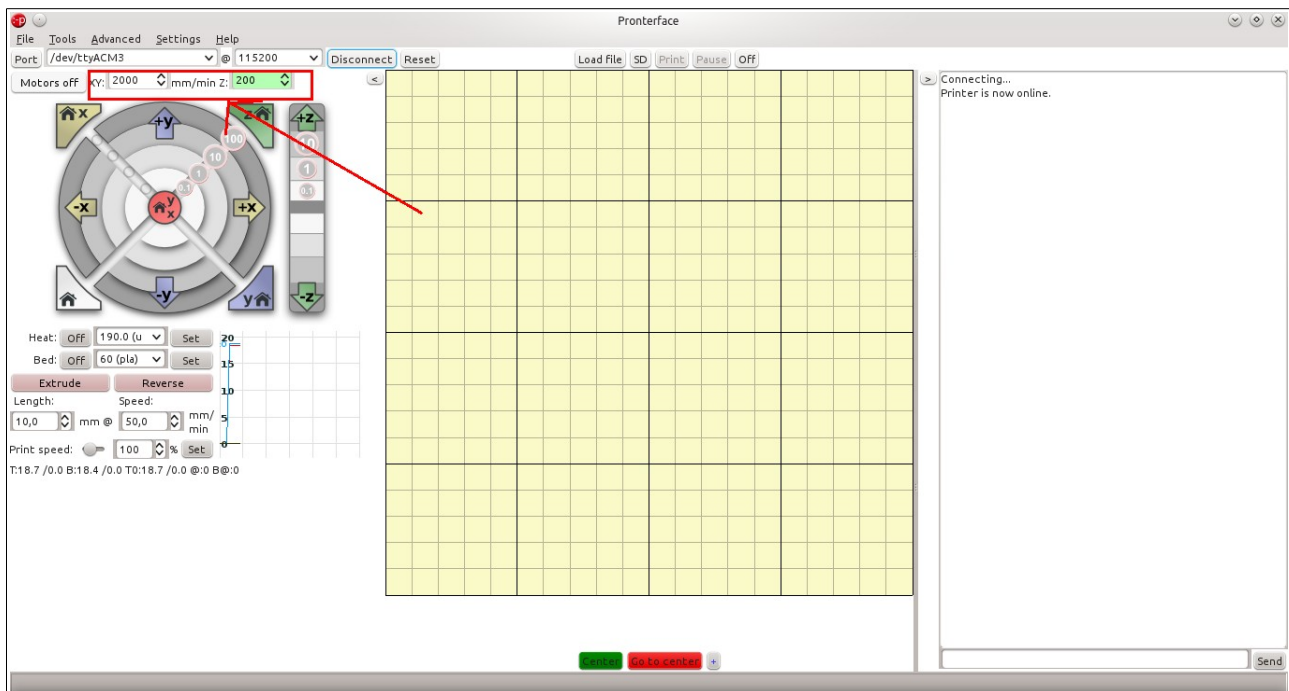 Pronterface
File Tools Advanced Settings Help
Port /dev/ttyACM3 @ 115200 Disconnect Reset Load file SD Print Pause Off
Motors off XY: 2000 mm/min Z: 200 < > Connecting...
Printer is now online.
x +y z +z
100 10
10
1 1
0.1 0.1
-x y x +x
-y y -z
Heat: Off 190.0 (u Set 20
Bed: Off 60 (pla) Set 15
Extrude Reverse 10
Length: Speed:
10,0 mm @ 50,0 mm/ min 5
Print speed: 100 % Set 0
T:18.7 /0.0 B:18.4 /0.0 T0:18.7 /0.0 @:0 B@:0
Center Go to center + Send